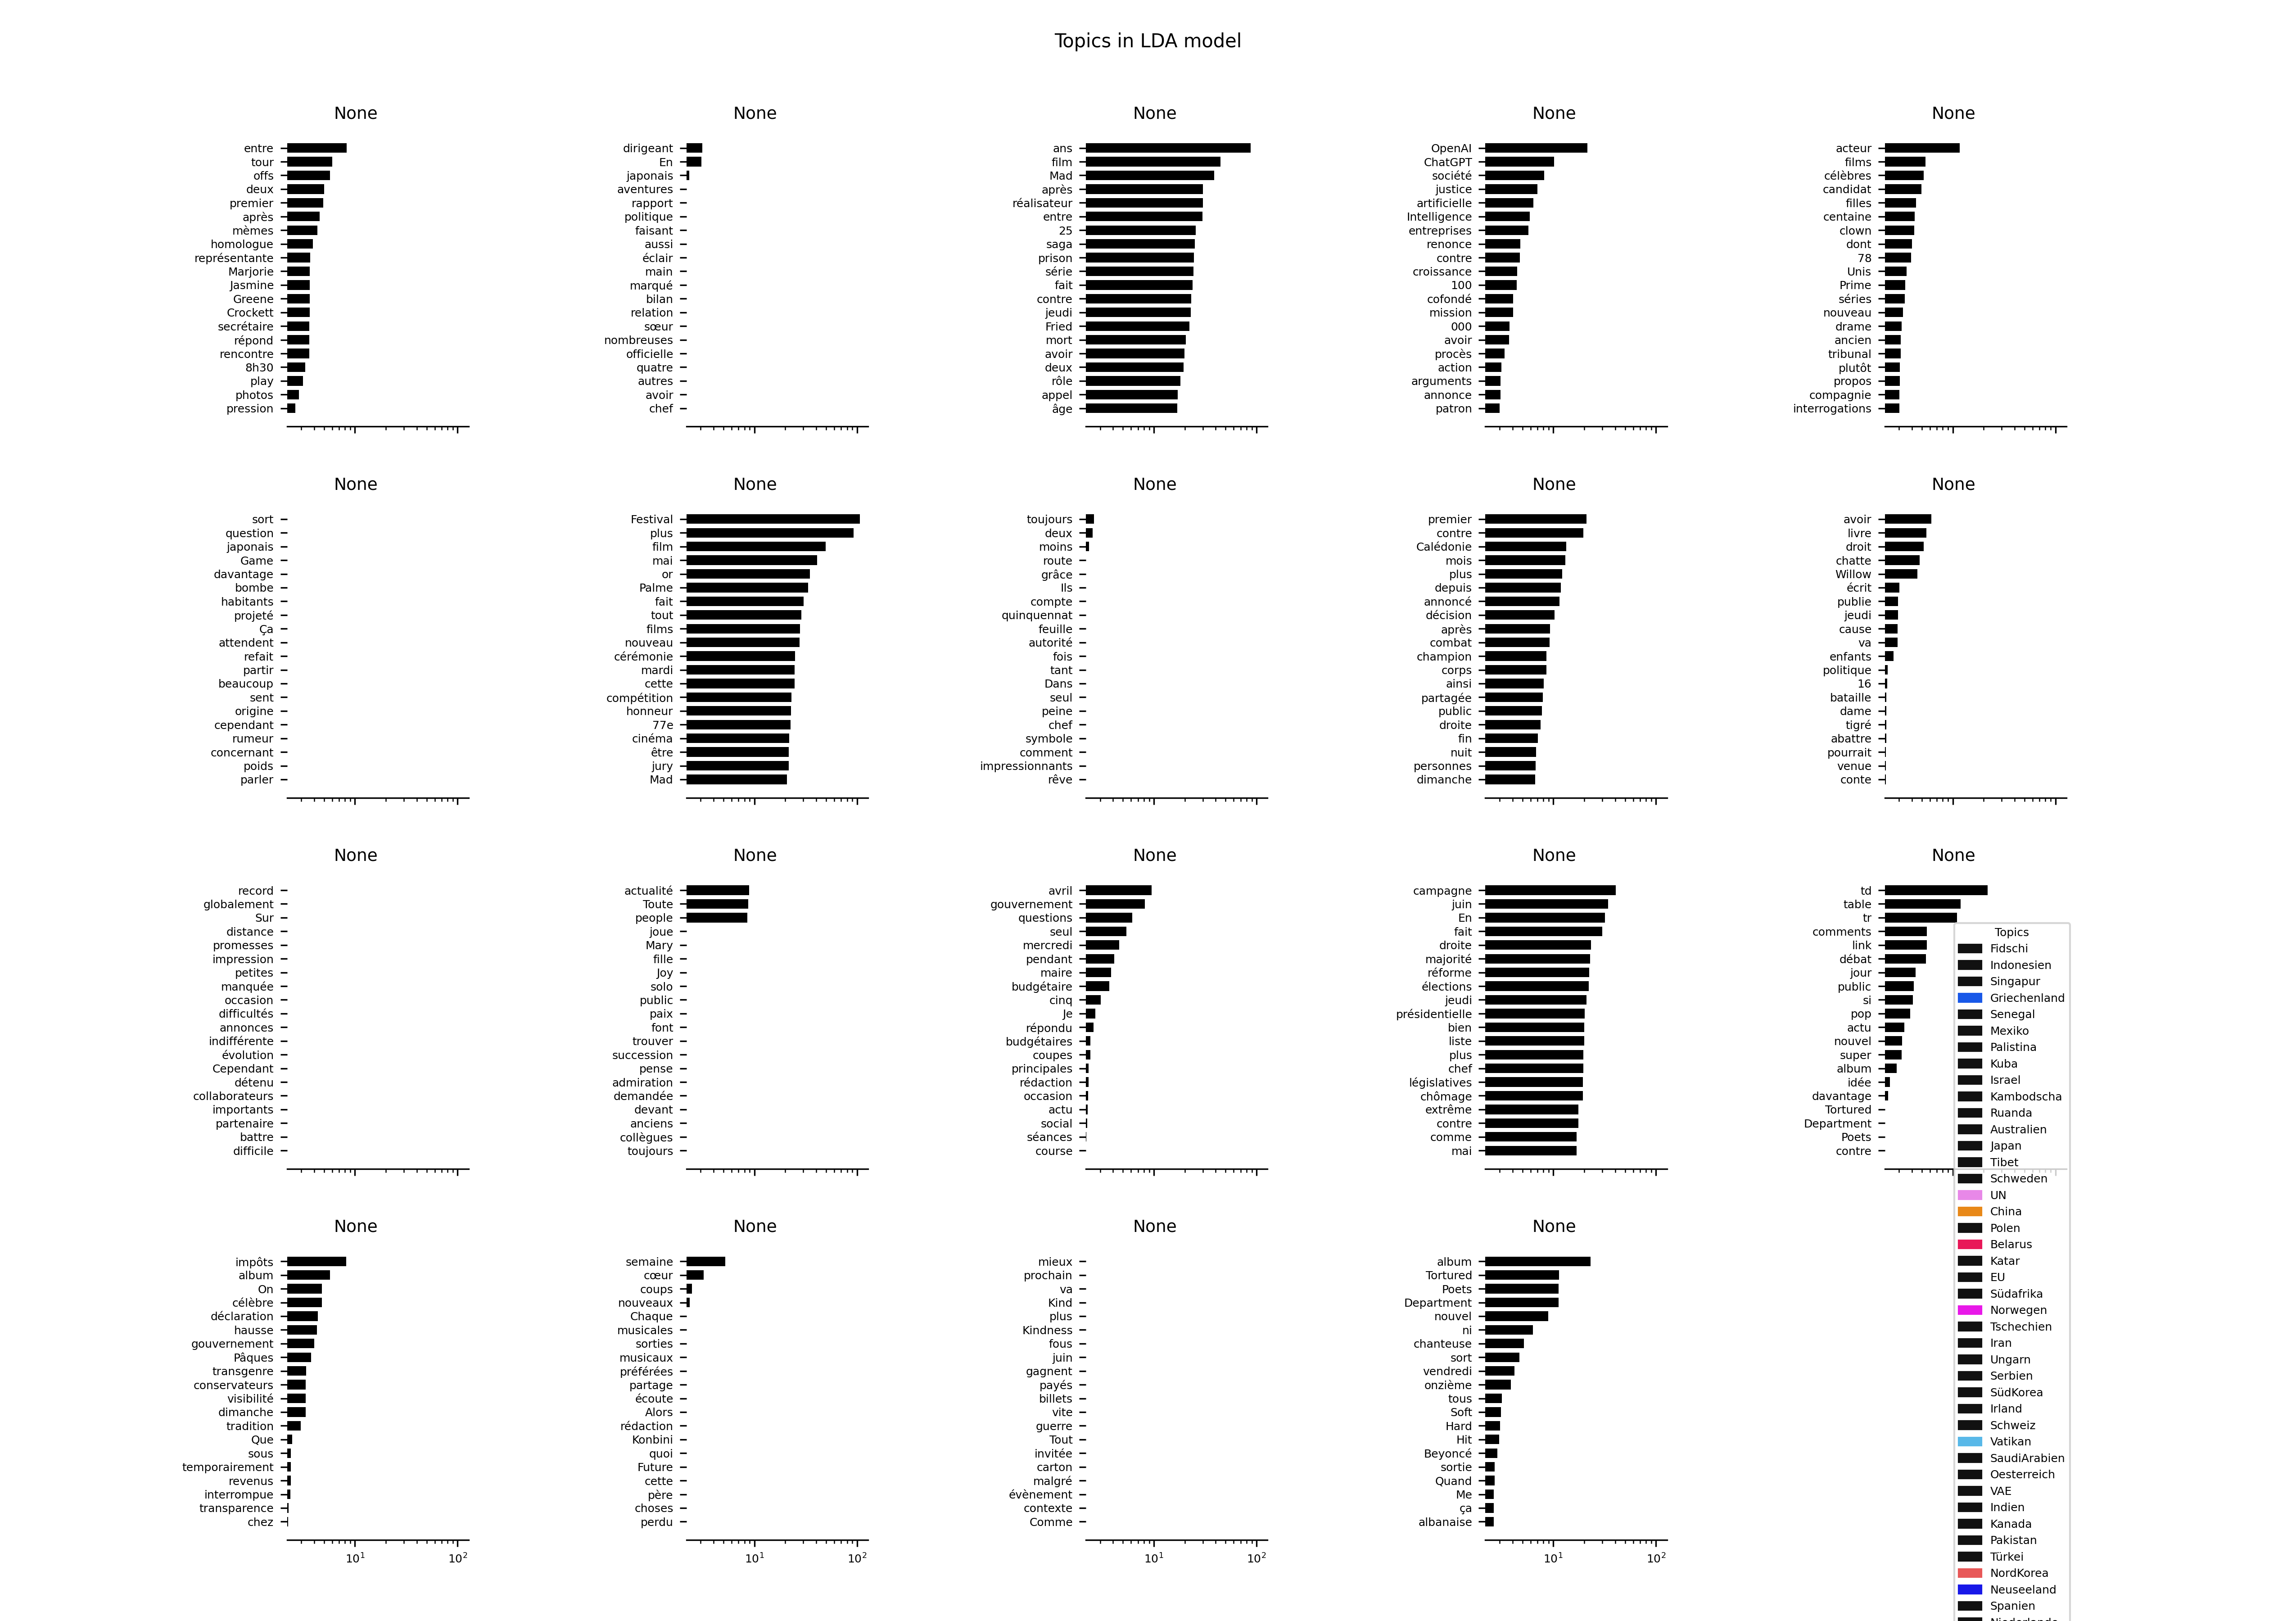 Topics in LDA model
None
entre
tour
offs
deux
premier
après
mèmes
homologue
représentante
Marjorie
Jasmine
Greene
Crockett
secrétaire
répond
rencontre
8h30
play
photos
pression
None
dirigeant
En
japonais
aventures
rapport
politique
faisant
aussi
éclair
main
marqué
bilan
relation
sœur
nombreuses
officielle
quatre
autres
avoir
chef
None
ans
film
Mad
après
réalisateur
entre
25
saga
prison
série
fait
contre
jeudi
Fried
mort
avoir
deux
rôle
appel
âge
None
OpenAI
ChatGPT
société
justice
artificielle
Intelligence
entreprises
renonce
contre
croissance
100
cofondé
mission
000
avoir
procès
action
arguments
annonce
patron
None
acteur
films
célèbres
candidat
filles
centaine
clown
dont
78
Unis
Prime
séries
nouveau
drame
ancien
tribunal
plutôt
propos
compagnie
interrogations
None
sort
question
japonais
Game
davantage
bombe
habitants
projeté
Ça
attendent
refait
partir
beaucoup
sent
origine
cependant
rumeur
concernant
poids
parler
None
Festival
plus
film
mai
or
Palme
fait
tout
films
nouveau
cérémonie
mardi
cette
compétition
honneur
77e
cinéma
être
jury
Mad
None
toujours
deux
moins
route
grâce
Ils
compte
quinquennat
feuille
autorité
fois
tant
Dans
seul
peine
chef
symbole
comment
impressionnants
rêve
None
premier
contre
Calédonie
mois
plus
depuis
annoncé
décision
après
combat
champion
corps
ainsi
partagée
public
droite
fin
nuit
personnes
dimanche
None
avoir
livre
droit
chatte
Willow
écrit
publie
jeudi
cause
va
enfants
politique
16
bataille
dame
tigré
abattre
pourrait
venue
conte
None
record
globalement
Sur
distance
promesses
impression
petites
manquée
occasion
difficultés
annonces
indifférente
évolution
Cependant
détenu
collaborateurs
importants
partenaire
battre
difficile
None
actualité
Toute
people
joue
Mary
fille
Joy
solo
public
paix
font
trouver
succession
pense
admiration
demandée
devant
anciens
collègues
toujours
None
avril
gouvernement
questions
seul
mercredi
pendant
maire
budgétaire
cinq
Je
répondu
budgétaires
coupes
principales
rédaction
occasion
actu
social
séances
course
None
campagne
juin
En
fait
droite
majorité
réforme
élections
jeudi
présidentielle
bien
liste
plus
chef
législatives
chômage
extrême
contre
comme
mai
None
td
table
tr
comments
link
débat
jour
public
si
pop
actu
nouvel
super
album
idée
davantage
Tortured
Department
Poets
contre
None
impôts
album
On
célèbre
déclaration
hausse
gouvernement
Pâques
transgenre
conservateurs
visibilité
dimanche
tradition
Que
sous
temporairement
revenus
interrompue
transparence
chez
10¹
10²
None
semaine
cœur
coups
nouveaux
Chaque
musicales
sorties
musicaux
préférées
partage
écoute
Alors
rédaction
Konbini
quoi
Future
cette
père
choses
perdu
10¹
10²
None
mieux
prochain
va
Kind
plus
Kindness
fous
juin
gagnent
payés
billets
vite
guerre
Tout
invitée
carton
malgré
évènement
contexte
Comme
10¹
10²
None
album
Tortured
Poets
Department
nouvel
ni
chanteuse
sort
vendredi
onzième
tous
Soft
Hard
Hit
Beyoncé
sortie
Quand
Me
ça
albanaise
10¹
10²
Topics
Fidschi
Indonesien
Singapur
Griechenland
Senegal
Mexiko
Palistina
Kuba
Israel
Kambodscha
Ruanda
Australien
Japan
Tibet
Schweden
UN
China
Polen
Belarus
Katar
EU
Südafrika
Norwegen
Tschechien
Iran
Ungarn
Serbien
SüdKorea
Irland
Schweiz
Vatikan
SaudiArabien
Oesterreich
VAE
Indien
Kanada
Pakistan
Türkei
NordKorea
Neuseeland
Spanien